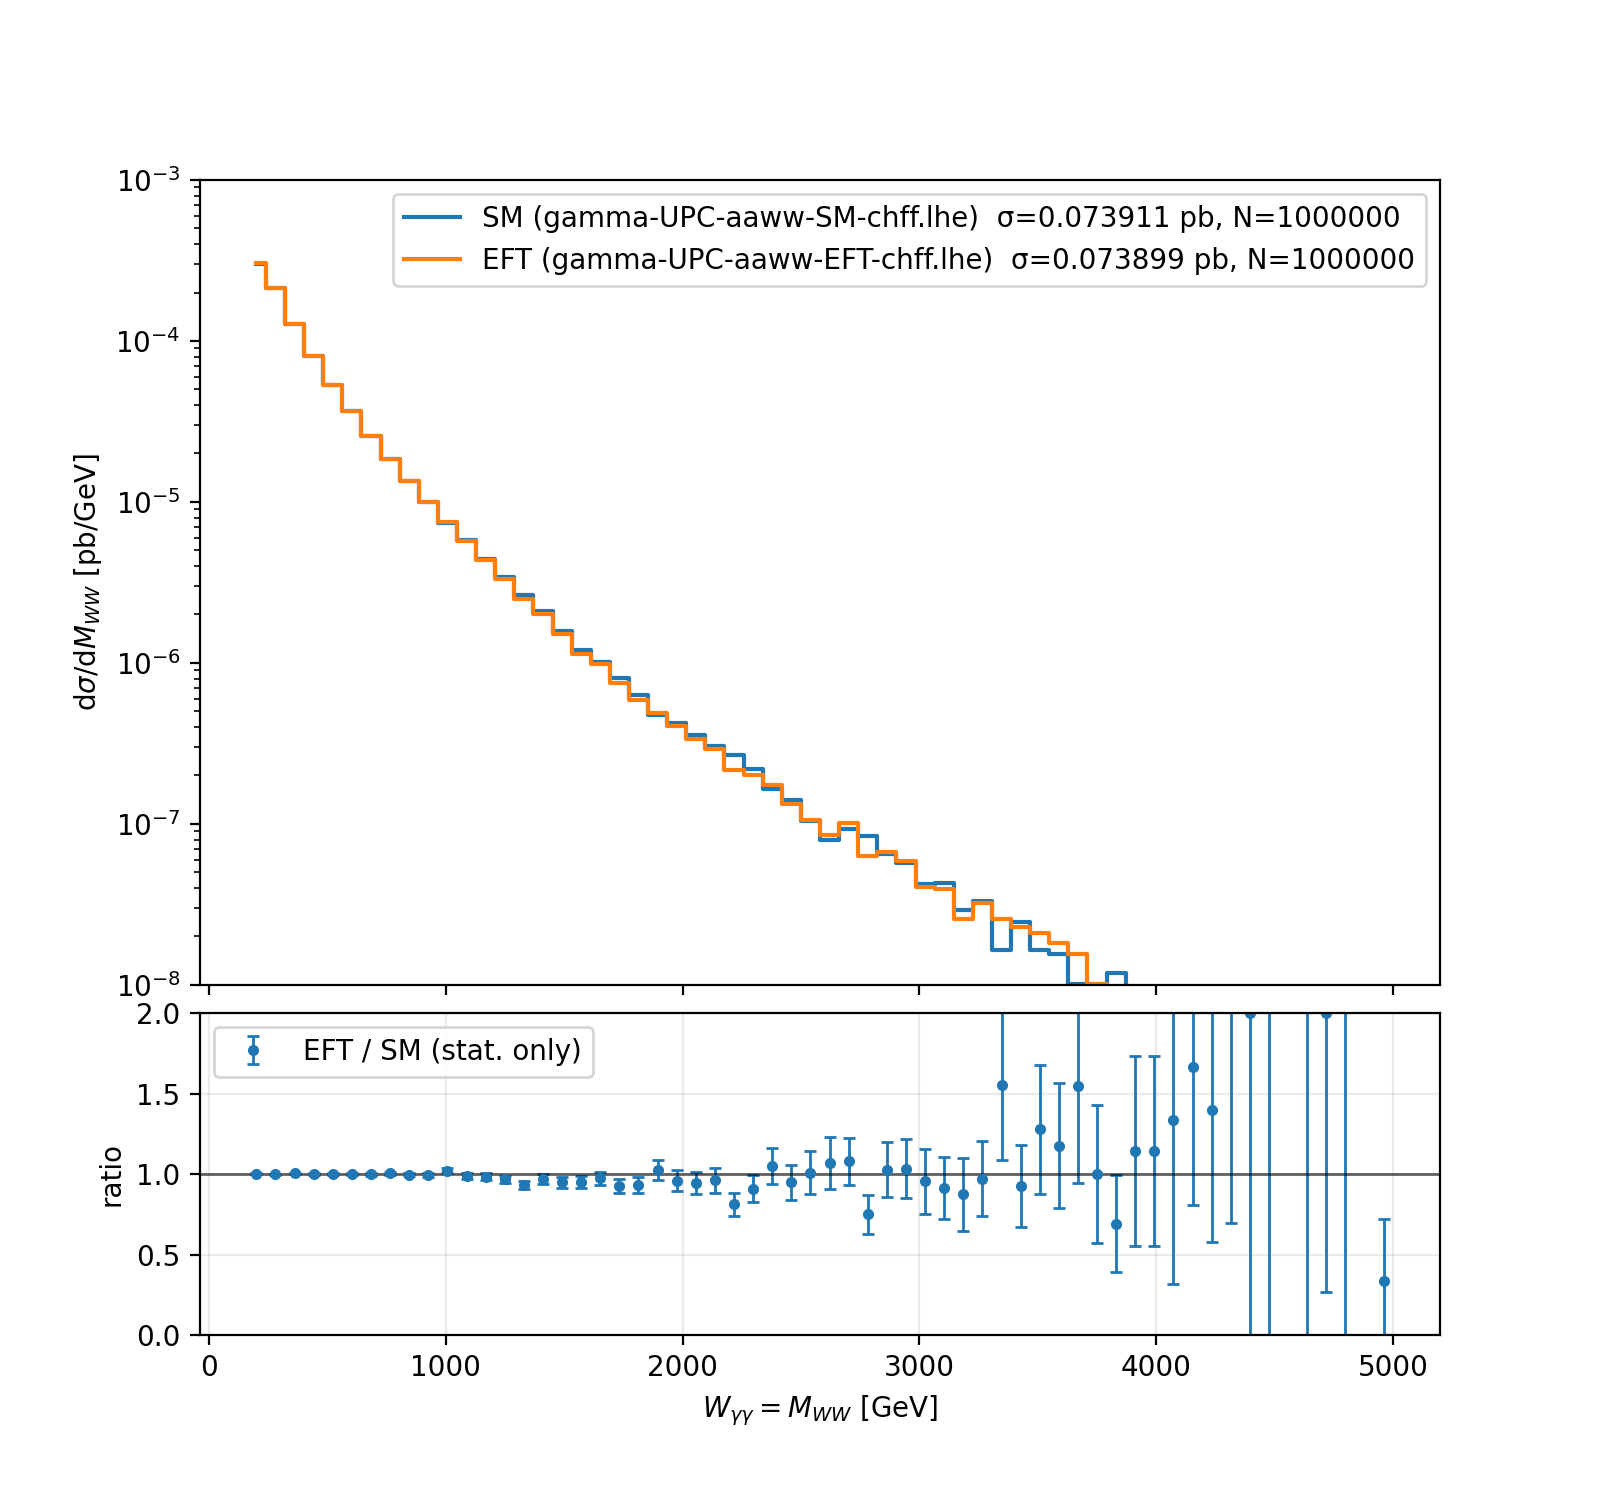 SM (gamma-UPC-aaww-SM-chff.lhe)  σ=0.073911 pb, N=1000000
EFT (gamma-UPC-aaww-EFT-chff.lhe)  σ=0.073899 pb, N=1000000
10⁻³
10⁻⁴
10⁻⁵
10⁻⁶
10⁻⁷
10⁻⁸
dσ/dM_WW [pb/GeV]
EFT / SM (stat. only)
2.0
1.5
1.0
0.5
0.0
ratio
0 1000 2000 3000 4000 5000
W_γγ = M_WW [GeV]